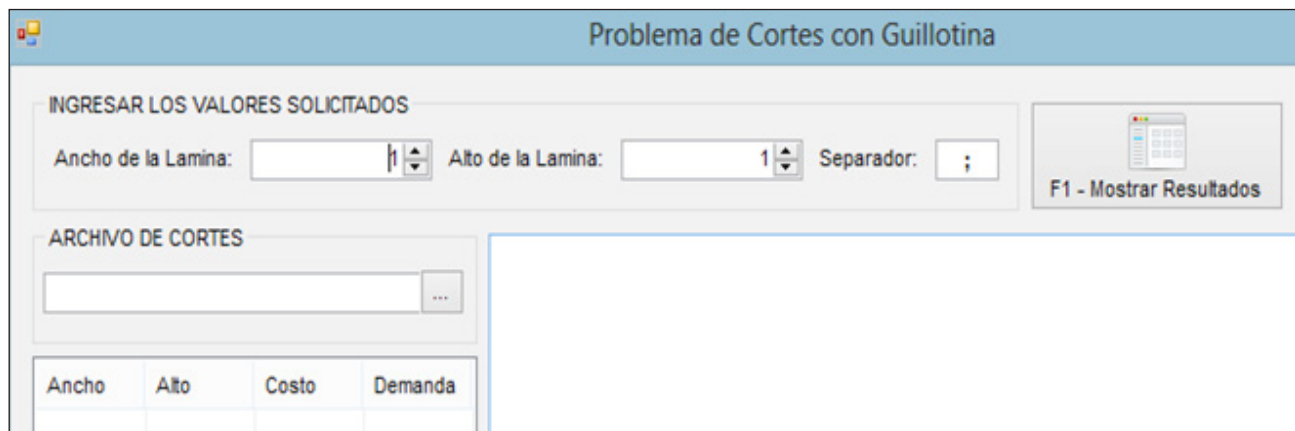 Problema de Cortes con Guillotina
INGRESAR LOS VALORES SOLICITADOS
Ancho de la Lamina: 1 Alto de la Lamina: 1 Separador: ;
F1 - Mostrar Resultados
ARCHIVO DE CORTES
...
Ancho Alto Costo Demanda